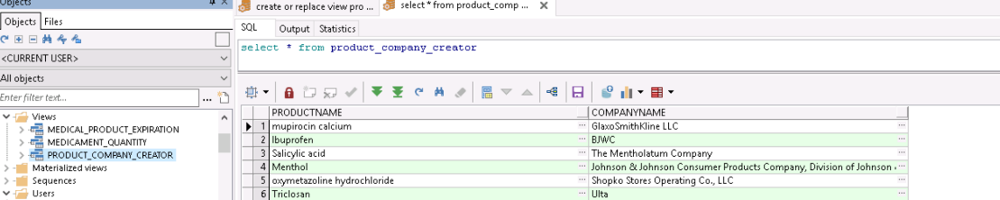 Objects
create or replace view pro ...
select * from product_comp ...
Objects Files
SQL Output Statistics
<CURRENT USER>
select * from product_company_creator
All objects
Enter filter text...
Views
MEDICAL_PRODUCT_EXPIRATION
MEDICAMENT_QUANTITY
PRODUCT_COMPANY_CREATOR
Materialized views
Sequences
Users
PRODUCTNAME COMPANYNAME
1 mupirocin calcium ... GlaxoSmithKline LLC ...
2 Ibuprofen ... BJWC ...
3 Salicylic acid ... The Mentholatum Company ...
4 Menthol ... Johnson & Johnson Consumer Products Company, Division of Johnson ...
5 oxymetazoline hydrochloride ... Shopko Stores Operating Co., LLC ...
6 Triclosan ... Ulta ...